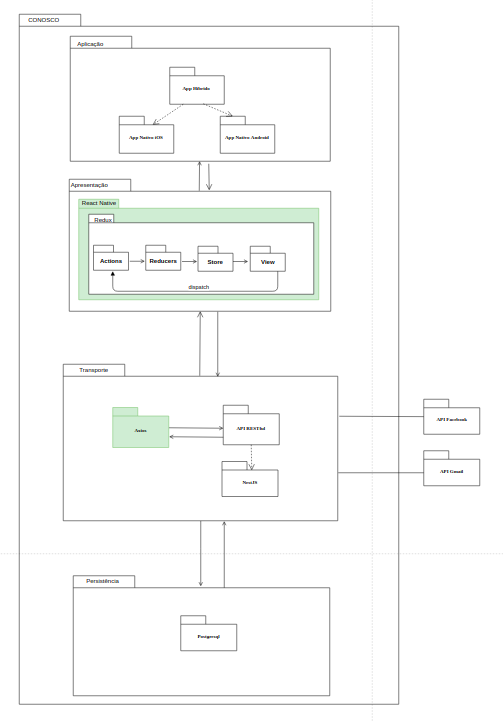 CONOSCO
Aplicação
App Híbrido
App Nativo iOS
App Nativo Android
Apresentação
React Native
Redux
Actions
Reducers
Store
View
dispatch
Transporte
Axios
API RESTful
NestJS
API Facebook
API Gmail
Persistência
Postgresql